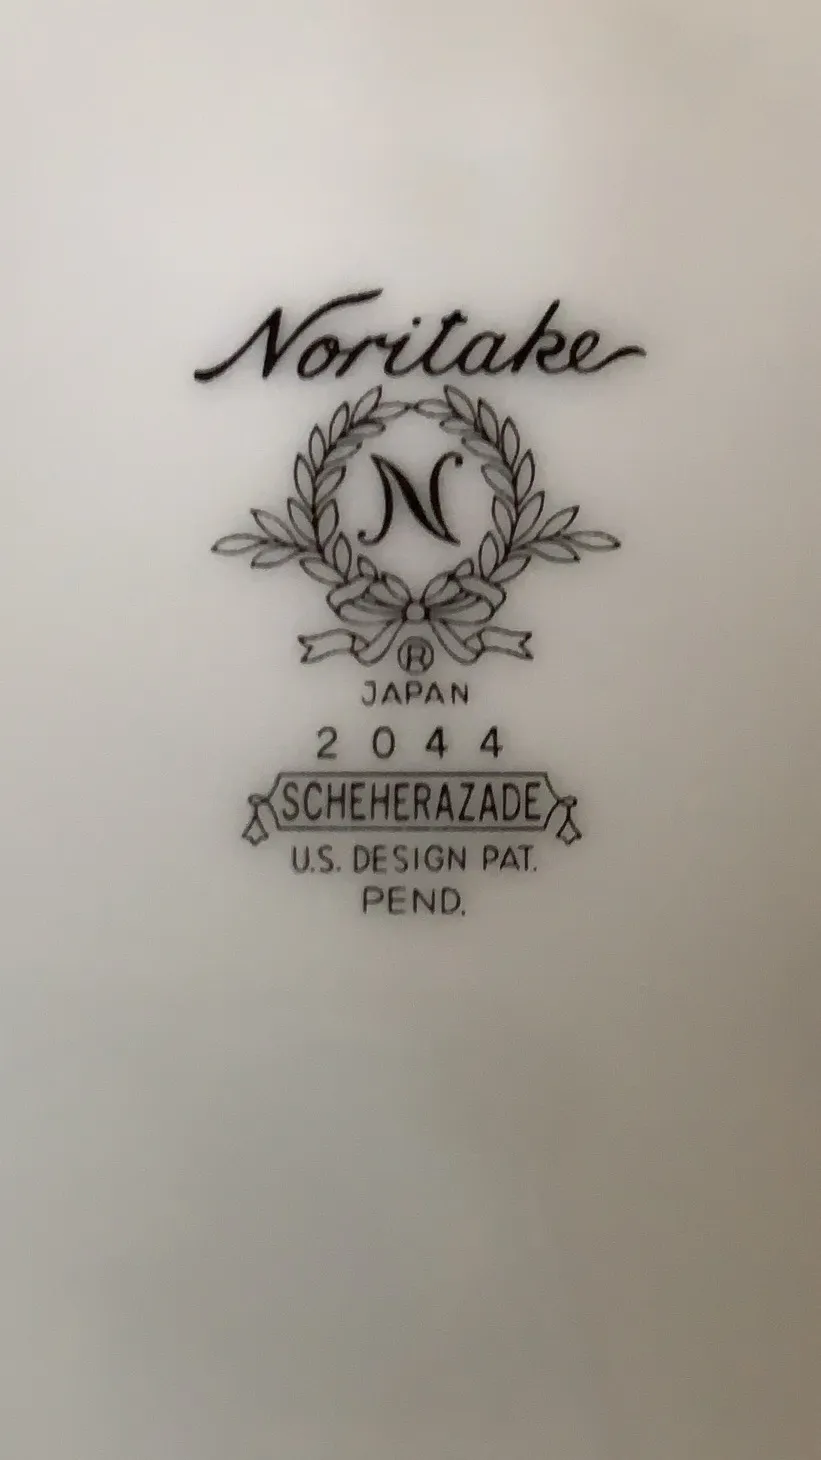 Noritake
N
®
JAPAN
2044
SCHEHERAZADE
U.S. DESIGN PAT.
PEND.